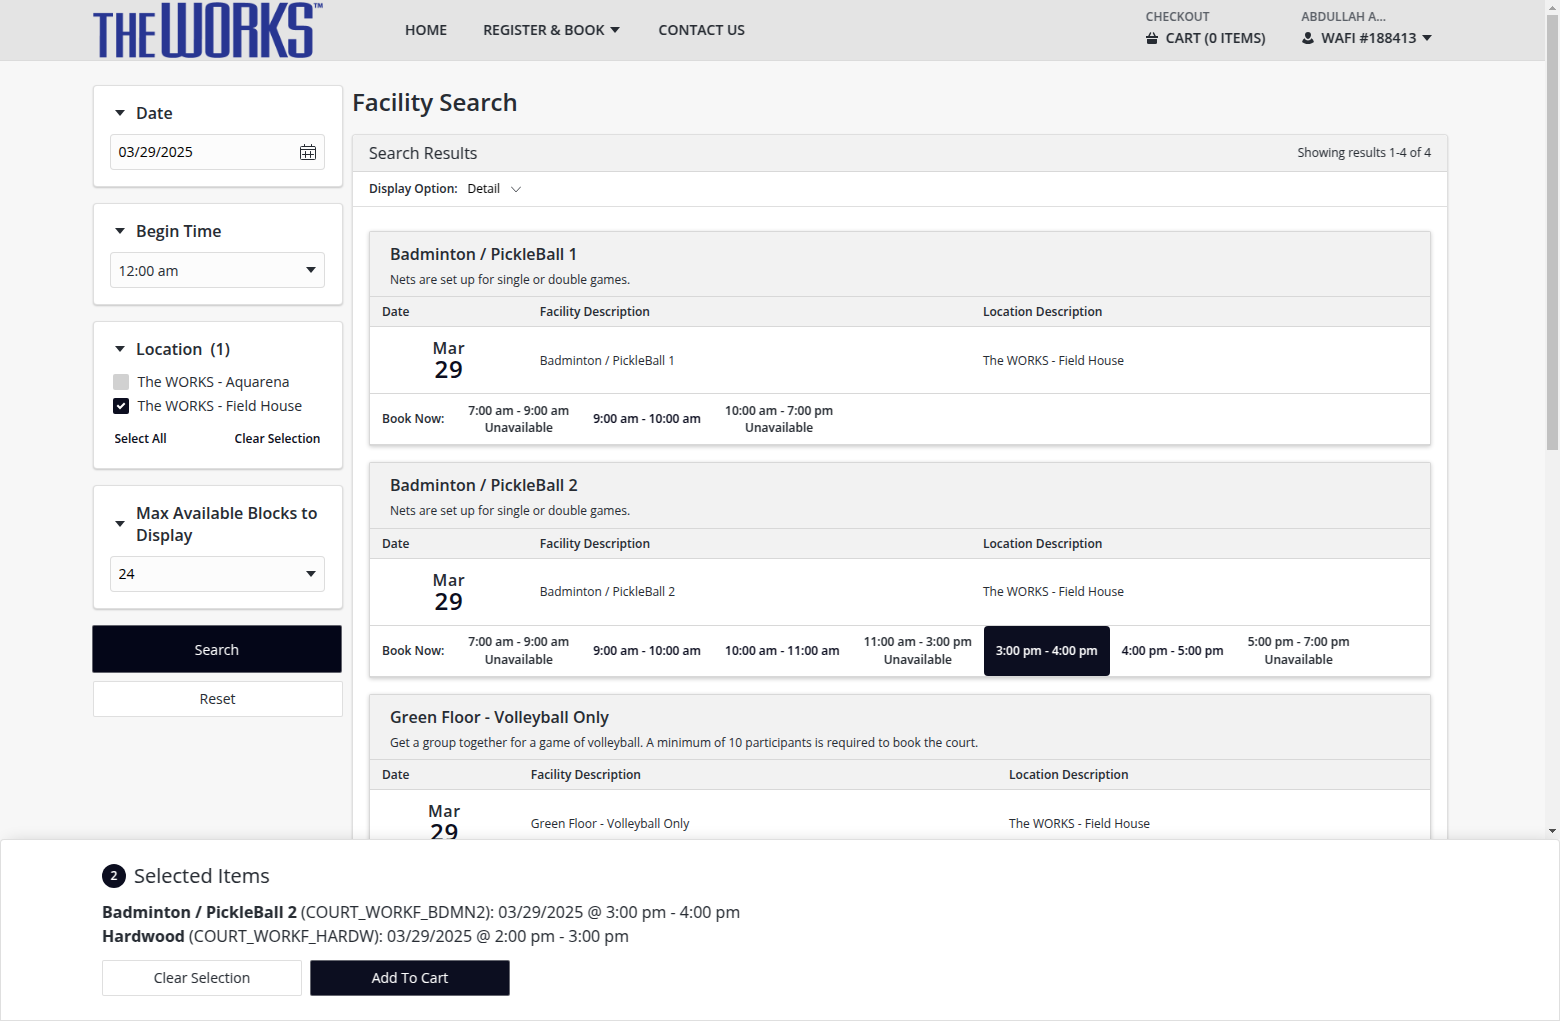 THE WORKS™
HOME
REGISTER & BOOK
CONTACT US
CHECKOUT
CART (0 ITEMS)
ABDULLAH A...
WAFI #188413
Date
03/29/2025
Begin Time
12:00 am
Location (1)
The WORKS - Aquarena
The WORKS - Field House
Select All
Clear Selection
Max Available Blocks to
Display
24
Search
Reset
Facility Search
Search Results
Showing results 1-4 of 4
Display Option: Detail
Badminton / PickleBall 1
Nets are set up for single or double games.
Date Facility Description Location Description
Mar
29
Badminton / PickleBall 1
The WORKS - Field House
Book Now:
7:00 am - 9:00 am
Unavailable
9:00 am - 10:00 am
10:00 am - 7:00 pm
Unavailable
Badminton / PickleBall 2
Nets are set up for single or double games.
Date Facility Description Location Description
Mar
29
Badminton / PickleBall 2
The WORKS - Field House
Book Now:
7:00 am - 9:00 am
Unavailable
9:00 am - 10:00 am
10:00 am - 11:00 am
11:00 am - 3:00 pm
Unavailable
3:00 pm - 4:00 pm
4:00 pm - 5:00 pm
5:00 pm - 7:00 pm
Unavailable
Green Floor - Volleyball Only
Get a group together for a game of volleyball. A minimum of 10 participants is required to book the court.
Date Facility Description Location Description
Mar
29
Green Floor - Volleyball Only
The WORKS - Field House
2 Selected Items
Badminton / PickleBall 2 (COURT_WORKF_BDMN2): 03/29/2025 @ 3:00 pm - 4:00 pm
Hardwood (COURT_WORKF_HARDW): 03/29/2025 @ 2:00 pm - 3:00 pm
Clear Selection
Add To Cart